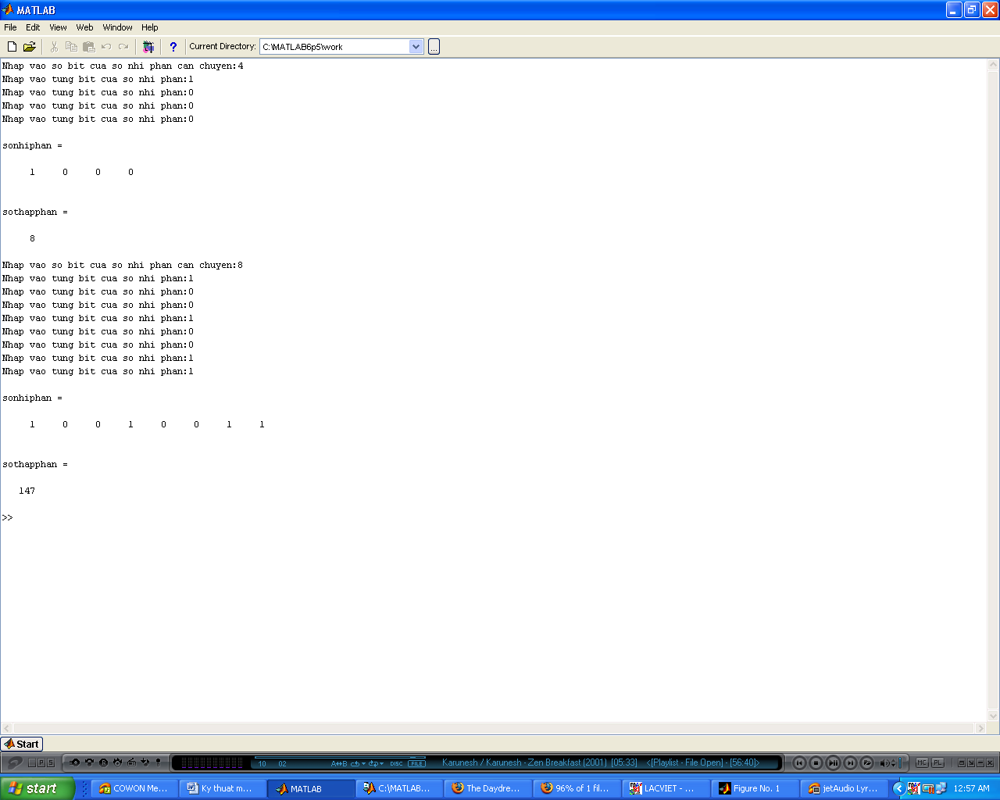 MATLAB
File Edit View Web Window Help
Current Directory: C:\MATLAB6p5\work ...
Nhap vao so bit cua so nhi phan can chuyen:4
Nhap vao tung bit cua so nhi phan:1
Nhap vao tung bit cua so nhi phan:0
Nhap vao tung bit cua so nhi phan:0
Nhap vao tung bit cua so nhi phan:0
sonhiphan =
1 0 0 0
sothapphan =
8
Nhap vao so bit cua so nhi phan can chuyen:8
Nhap vao tung bit cua so nhi phan:1
Nhap vao tung bit cua so nhi phan:0
Nhap vao tung bit cua so nhi phan:0
Nhap vao tung bit cua so nhi phan:1
Nhap vao tung bit cua so nhi phan:0
Nhap vao tung bit cua so nhi phan:0
Nhap vao tung bit cua so nhi phan:1
Nhap vao tung bit cua so nhi phan:1
sonhiphan =
1 0 0 1 0 0 1 1
sothapphan =
147
>>
Start
P S 10 02 A↔B DISC FILE Karunesh / Karunesh - Zen Breakfast (2001) [05:33] <[Playlist - File Open] - [56:40]> MC PL
start COWON Me... Ky thuat m... MATLAB C:\MATLAB... The Daydre... 96% of 1 fil... LACVIET - ... Figure No. 1 jetAudio Lyr... 12:57 AM